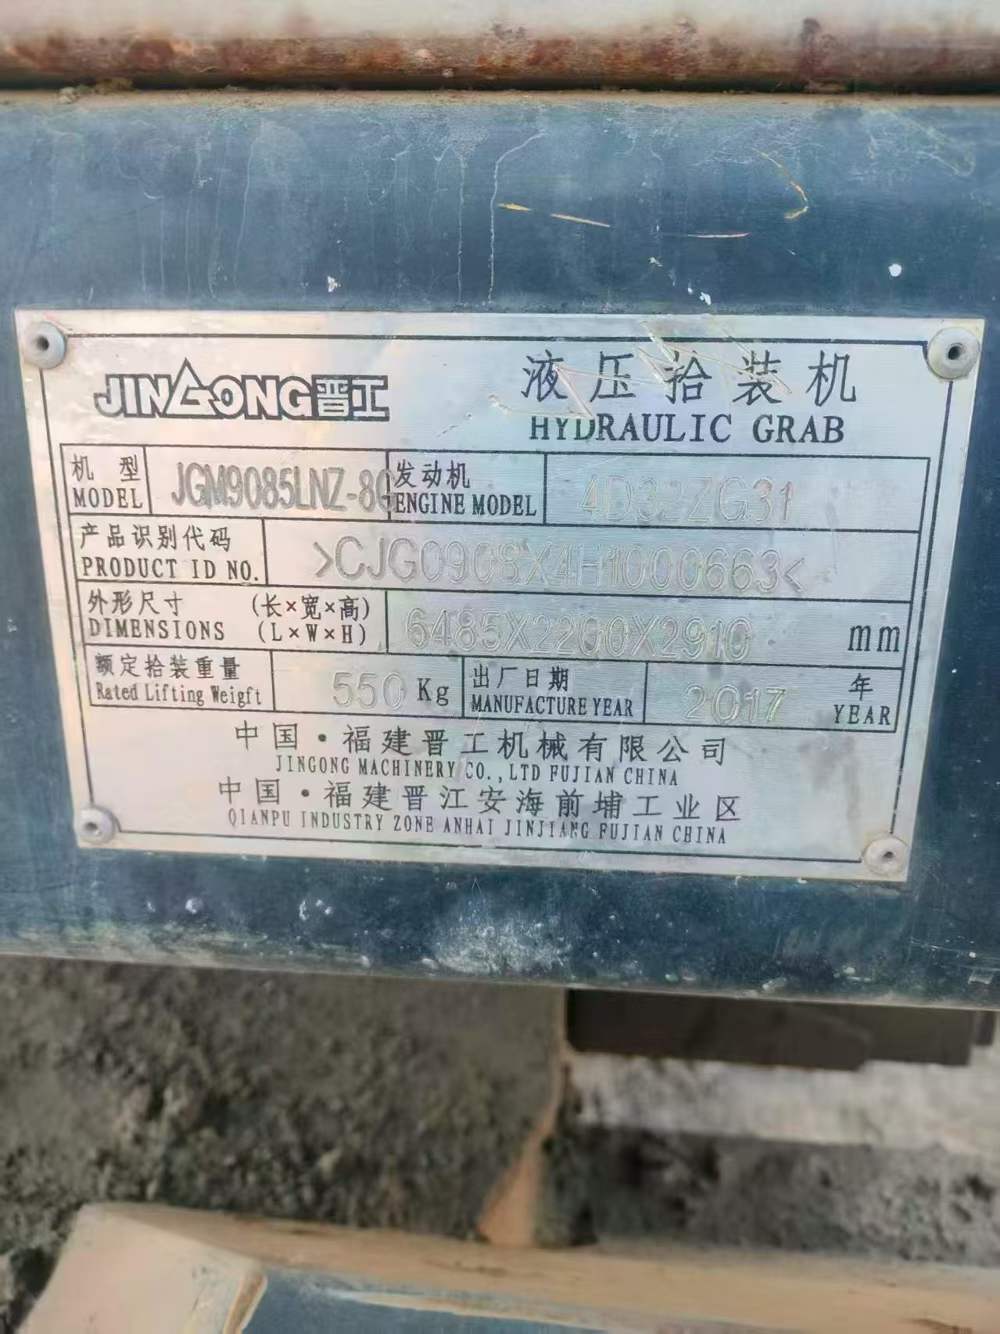 JINGONG晋工
液压拾装机
HYDRAULIC GRAB
机型 JGM9085LNZ-8G 发动机
MODEL ENGINE MODEL 4D32ZG31
产品识别代码
PRODUCT ID NO. >CJG0908X4H1000663<
外形尺寸 (长×宽×高)
DIMENSIONS (L×W×H) 6485X2200X2910 mm
额定拾装重量 出厂日期 年
Rated Lifting Weigft 550 Kg MANUFACTURE YEAR 2017 YEAR
中国·福建晋工机械有限公司
JINGONG MACHINERY CO.,LTD FUJIAN CHINA
中国·福建晋江安海前埔工业区
QIANPU INDUSTRY ZONE ANHAI JINJIANG FUJIAN CHINA